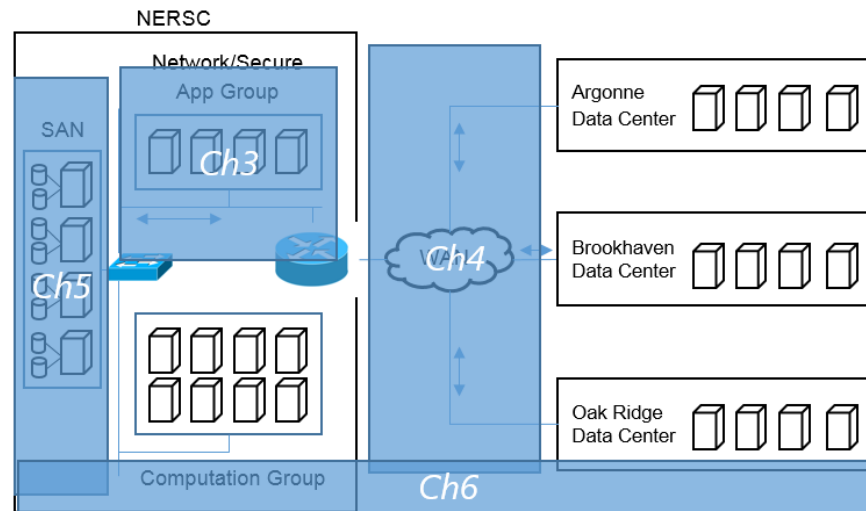 NERSC
Network/Secure
App Group
SAN
Ch3
Ch5
WAN
Ch4
Argonne
Data Center
Brookhaven
Data Center
Oak Ridge
Data Center
Computation Group
Ch6